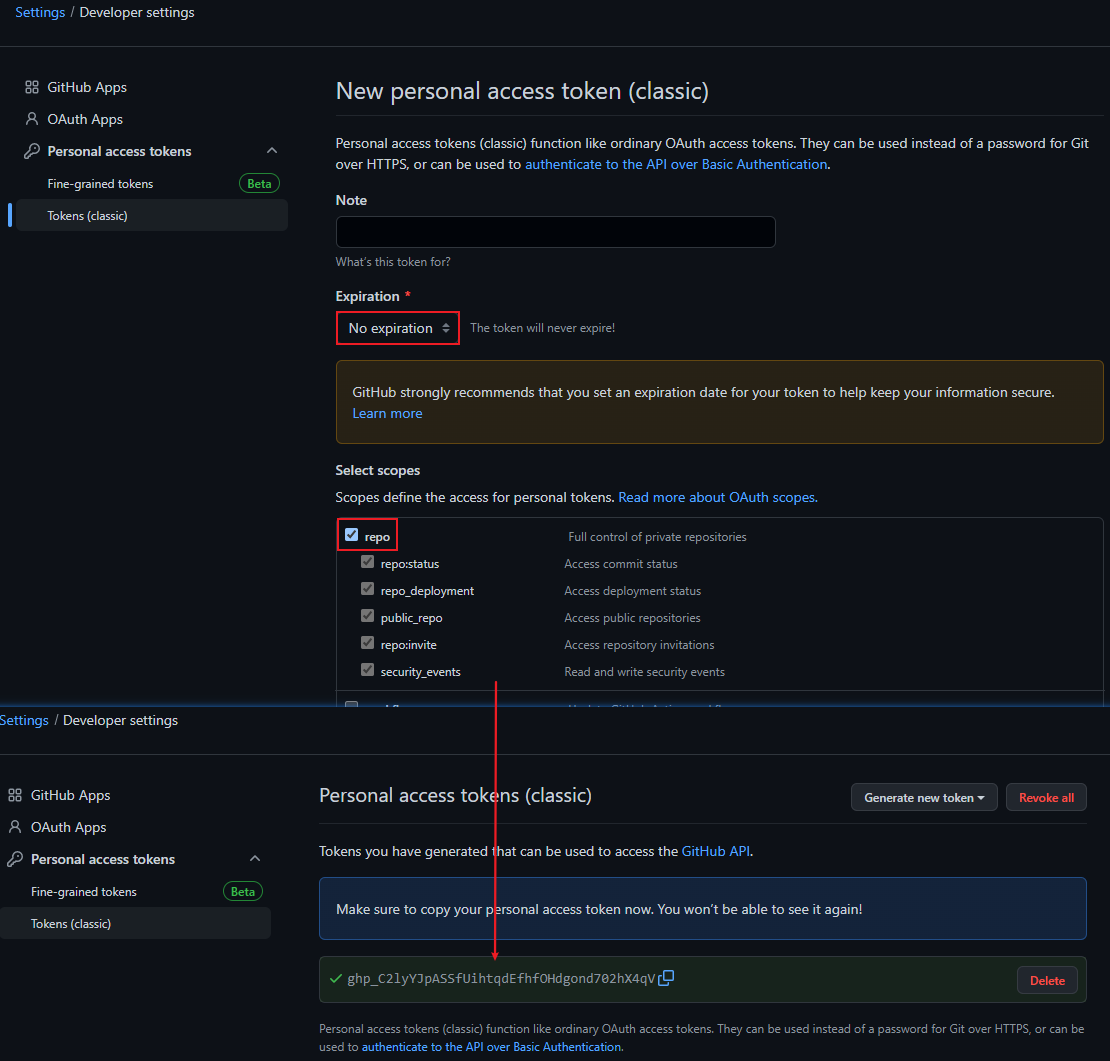 Settings / Developer settings
GitHub Apps
OAuth Apps
Personal access tokens
Fine-grained tokens Beta
Tokens (classic)
New personal access token (classic)
Personal access tokens (classic) function like ordinary OAuth access tokens. They can be used instead of a password for Git
over HTTPS, or can be used to authenticate to the API over Basic Authentication.
Note
What's this token for?
Expiration *
No expiration The token will never expire!
GitHub strongly recommends that you set an expiration date for your token to help keep your information secure.
Learn more
Select scopes
Scopes define the access for personal tokens. Read more about OAuth scopes.
repo Full control of private repositories
repo:status Access commit status
repo_deployment Access deployment status
public_repo Access public repositories
repo:invite Access repository invitations
security_events Read and write security events
Settings / Developer settings
GitHub Apps
OAuth Apps
Personal access tokens
Fine-grained tokens Beta
Tokens (classic)
Personal access tokens (classic)
Generate new token
Revoke all
Tokens you have generated that can be used to access the GitHub API.
Make sure to copy your personal access token now. You won't be able to see it again!
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
Delete
Personal access tokens (classic) function like ordinary OAuth access tokens. They can be used instead of a password for Git over HTTPS, or can be
used to authenticate to the API over Basic Authentication.